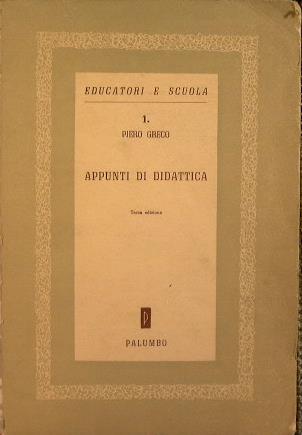 EDUCATORI E SCUOLA
1.
PIERO GRECO
APPUNTI DI DIDATTICA
Terza edizione
P
PALUMBO